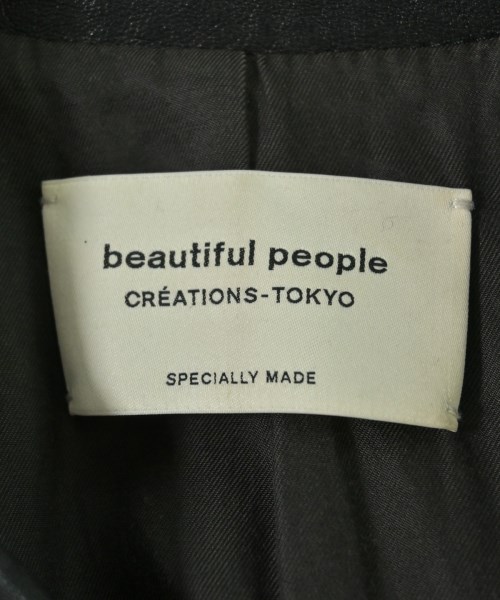 beautiful people
CRÉATIONS-TOKYO
SPECIALLY MADE